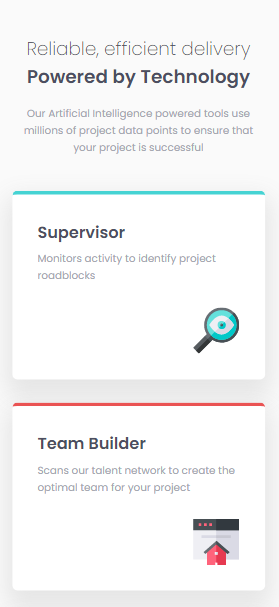 Reliable, efficient delivery
Powered by Technology
Our Artificial Intelligence powered tools use
millions of project data points to ensure that
your project is successful
Supervisor
Monitors activity to identify project
roadblocks
Team Builder
Scans our talent network to create the
optimal team for your project